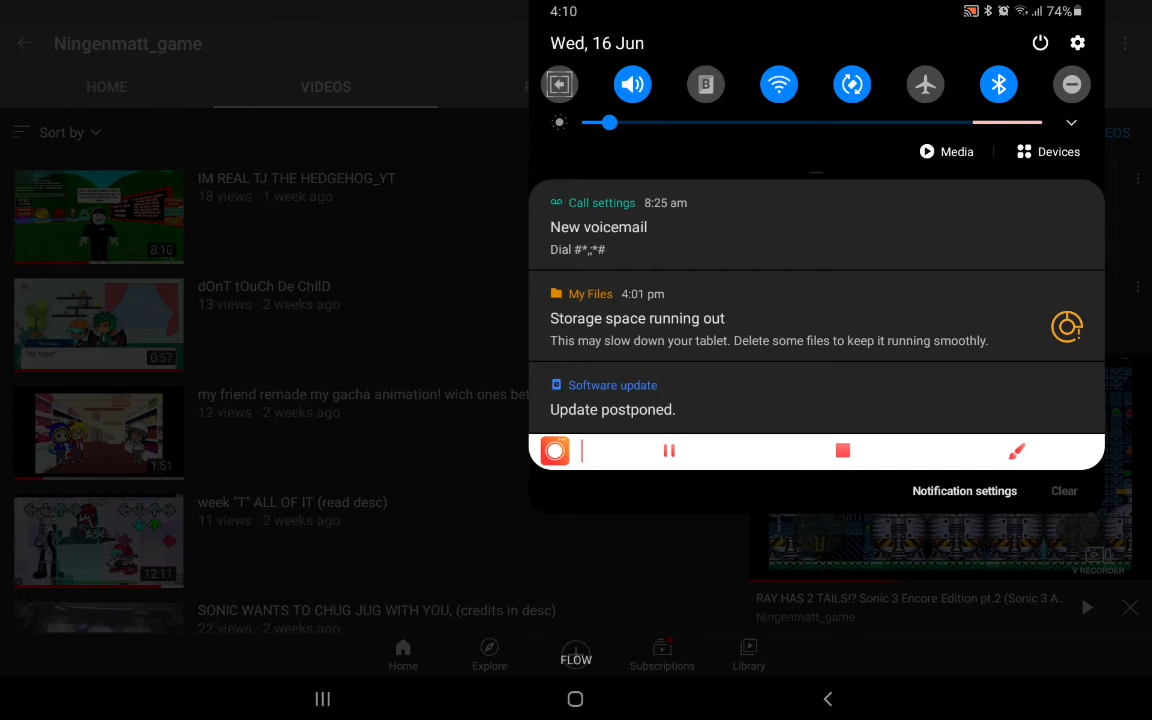 4:10
74%
Wed, 16 Jun
Ningenmatt_game
HOME
VIDEOS
Sort by
Media
Devices
IM REAL TJ THE HEDGEHOG_YT
18 views · 1 week ago
8:10
Call settings 8:25 am
New voicemail
Dial #*,;*#
dOnT tOuCh De ChIlD
13 views · 2 weeks ago
0:57
My Files 4:01 pm
Storage space running out
This may slow down your tablet. Delete some files to keep it running smoothly.
my friend remade my gacha animation! wich ones bet
12 views · 2 weeks ago
1:51
Software update
Update postponed.
Notification settings
Clear
week "T" ALL OF IT (read desc)
11 views · 2 weeks ago
12:11
V RECORDER
SONIC WANTS TO CHUG JUG WITH YOU, (credits in desc)
22 views · 2 weeks ago
RAY HAS 2 TAILS!? Sonic 3 Encore Edition pt.2 (Sonic 3 A..
Ningenmatt_game
Home
Explore
FLOW
Subscriptions
Library